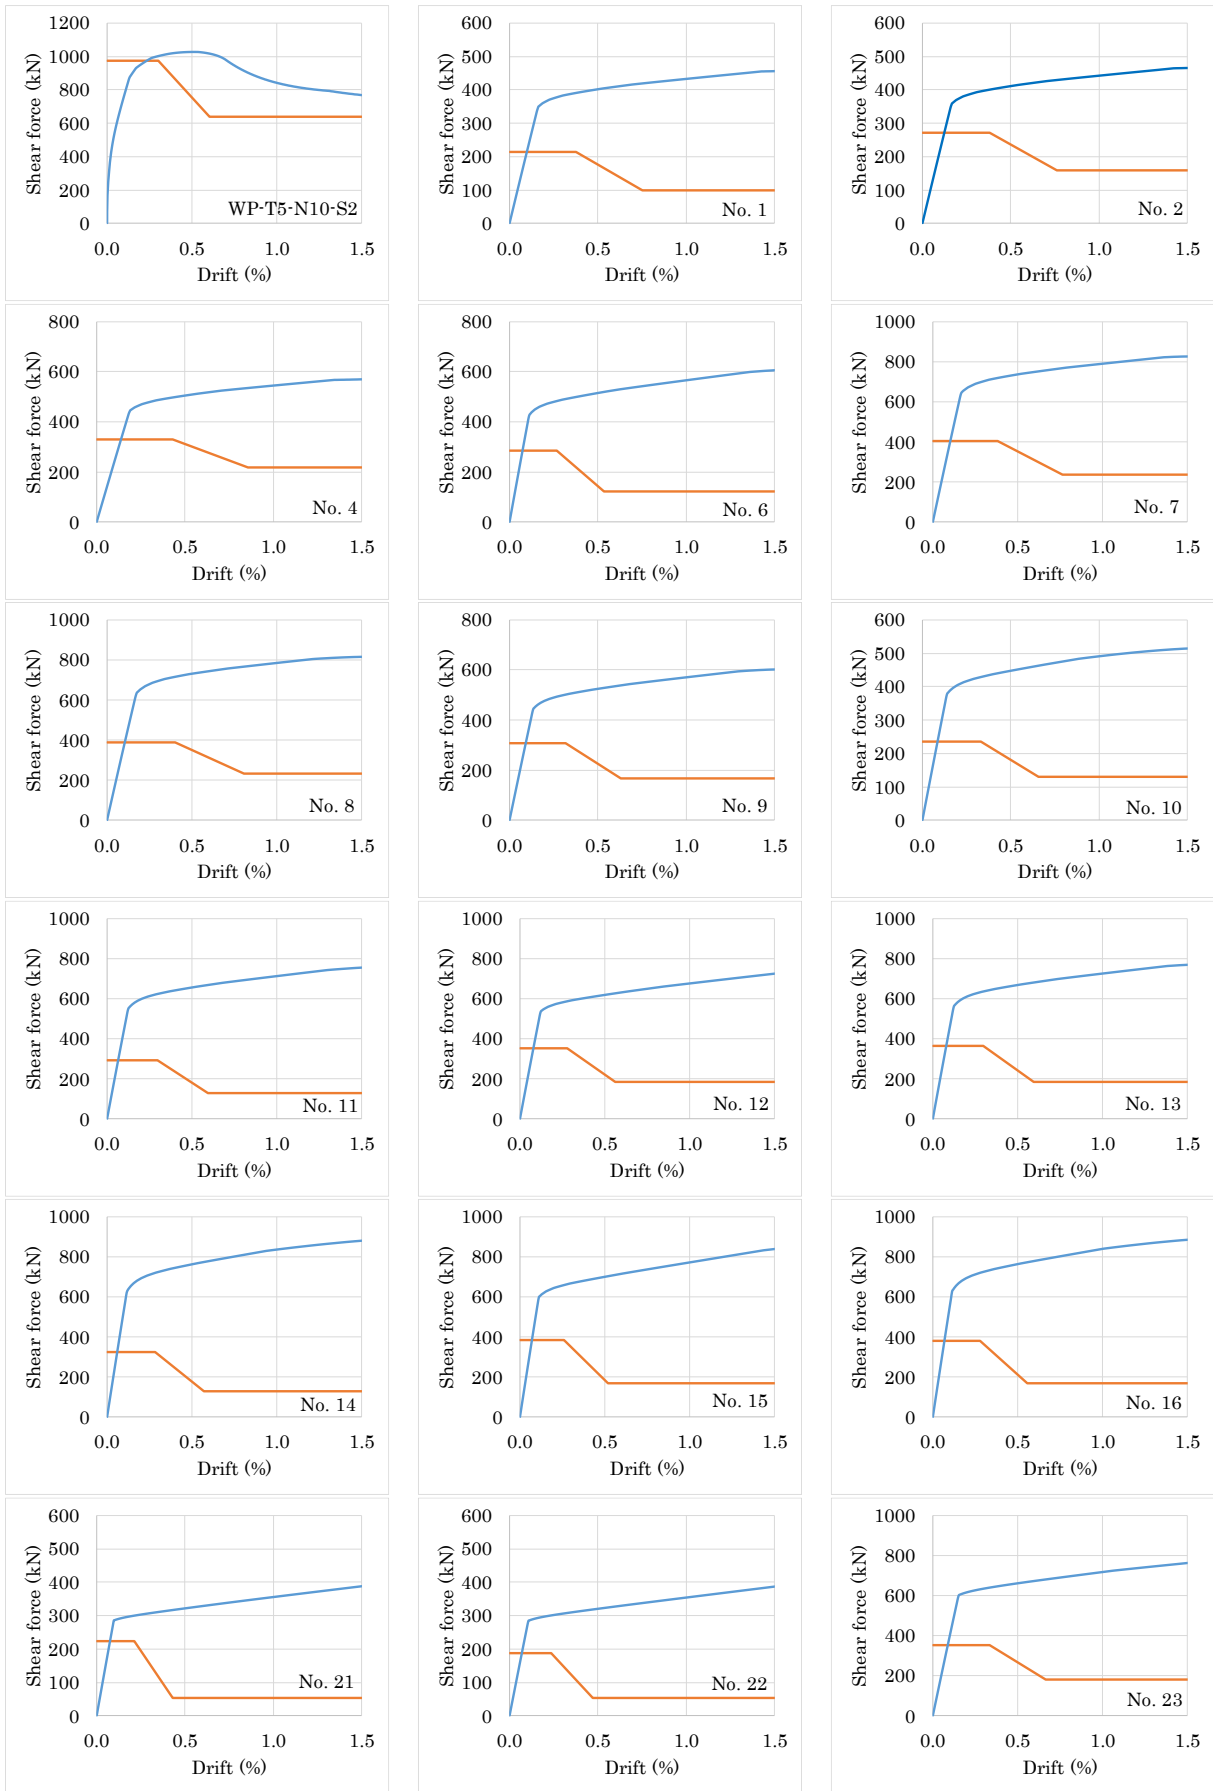 1200
1000
800
600
400
200
0
Shear force (kN)
WP-T5-N10-S2
0.0 0.5 1.0 1.5
Drift (%)
600
500
400
300
200
100
0
Shear force (kN)
No. 1
0.0 0.5 1.0 1.5
Drift (%)
600
500
400
300
200
100
0
Shear force (kN)
No. 2
0.0 0.5 1.0 1.5
Drift (%)
800
600
400
200
0
Shear force (kN)
No. 4
0.0 0.5 1.0 1.5
Drift (%)
800
600
400
200
0
Shear force (kN)
No. 6
0.0 0.5 1.0 1.5
Drift (%)
1000
800
600
400
200
0
Shear force (kN)
No. 7
0.0 0.5 1.0 1.5
Drift (%)
1000
800
600
400
200
0
Shear force (kN)
No. 8
0.0 0.5 1.0 1.5
Drift (%)
800
600
400
200
0
Shear force (kN)
No. 9
0.0 0.5 1.0 1.5
Drift (%)
600
500
400
300
200
100
0
Shear force (kN)
No. 10
0.0 0.5 1.0 1.5
Drift (%)
1000
800
600
400
200
0
Shear force (kN)
No. 11
0.0 0.5 1.0 1.5
Drift (%)
1000
800
600
400
200
0
Shear force (kN)
No. 12
0.0 0.5 1.0 1.5
Drift (%)
1000
800
600
400
200
0
Shear force (kN)
No. 13
0.0 0.5 1.0 1.5
Drift (%)
1000
800
600
400
200
0
Shear force (kN)
No. 14
0.0 0.5 1.0 1.5
Drift (%)
1000
800
600
400
200
0
Shear force (kN)
No. 15
0.0 0.5 1.0 1.5
Drift (%)
1000
800
600
400
200
0
Shear force (kN)
No. 16
0.0 0.5 1.0 1.5
Drift (%)
600
500
400
300
200
100
0
Shear force (kN)
No. 21
0.0 0.5 1.0 1.5
Drift (%)
600
500
400
300
200
100
0
Shear force (kN)
No. 22
0.0 0.5 1.0 1.5
Drift (%)
1000
800
600
400
200
0
Shear force (kN)
No. 23
0.0 0.5 1.0 1.5
Drift (%)